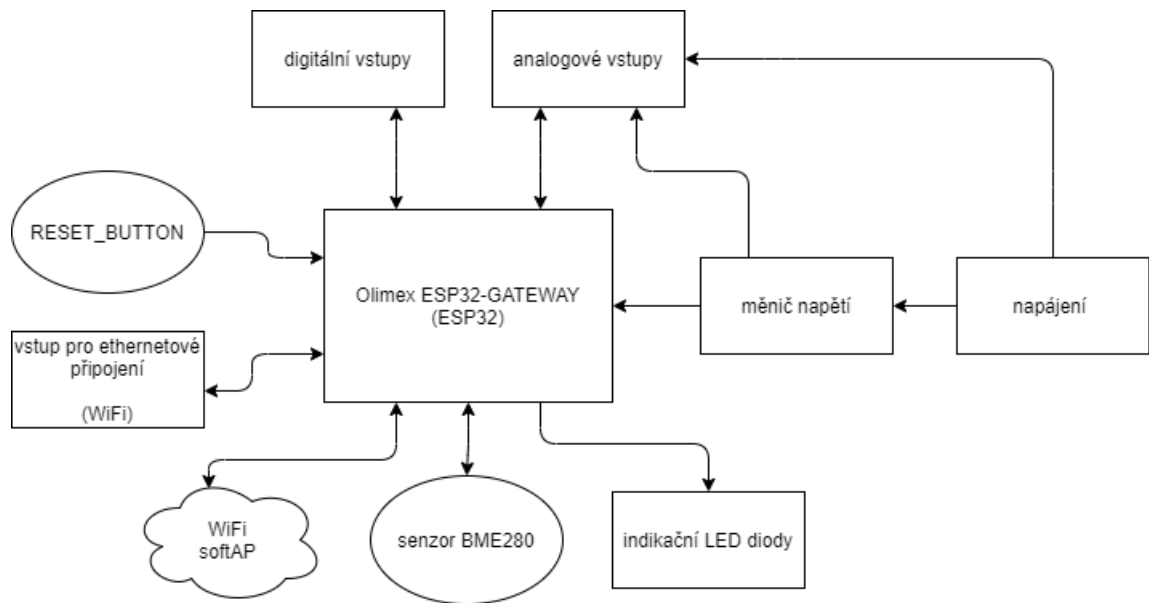 digitální vstupy
analogové vstupy
RESET_BUTTON
Olimex ESP32-GATEWAY
(ESP32)
měnič napětí
napájení
vstup pro ethernetové
připojení
(WiFi)
WiFi
softAP
senzor BME280
indikační LED diody